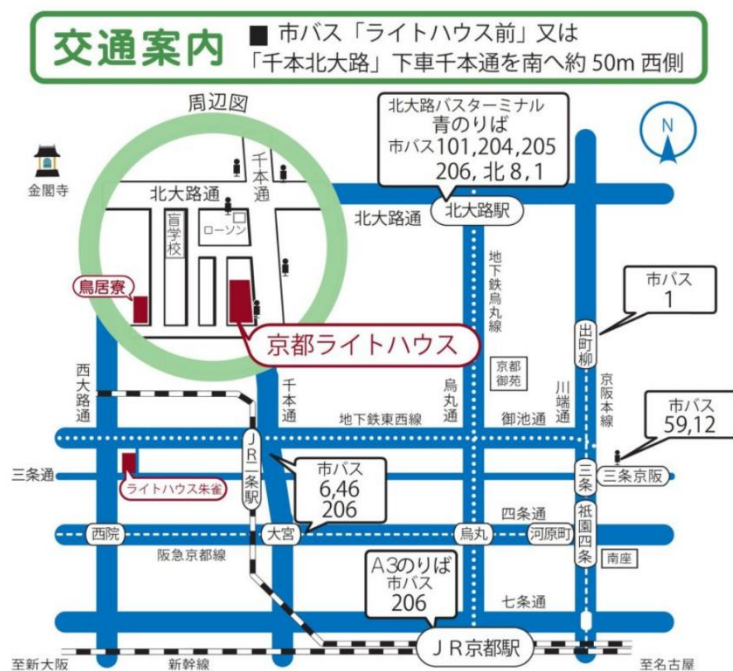 交通案内
■ 市バス「ライトハウス前」又は
「千本北大路」下車千本通を南へ約 50m 西側
周辺図
千本通
北大路通
盲学校
ローソン
鳥居寮
京都ライトハウス
金閣寺
北大路バスターミナル
青のりば
市バス101,204,205
206, 北 8 , 1
N
北大路通
北大路駅
地下鉄烏丸線
市バス
1
出町柳
京都
御苑
西大路通
千本通
烏丸通
川端通
京阪本線
地下鉄東西線
御池通
市バス
59,12
JR二条駅
三条通
ライトハウス朱雀
市バス
6,46
206
三条
三条京阪
四条通
西院
大宮
烏丸
河原町
祇園四条
阪急京都線
南座
A3のりば
市バス
206
七条通
JR京都駅
至新大阪
新幹線
至名古屋